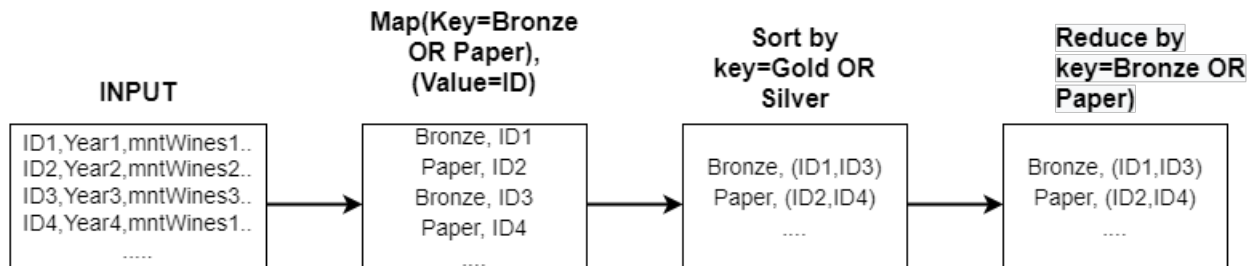 INPUT
ID1,Year1,mntWines1..
ID2,Year2,mntWines2..
ID3,Year3,mntWines3..
ID4,Year4,mntWines1..
.....
Map(Key=Bronze
OR Paper),
(Value=ID)
Bronze, ID1
Paper, ID2
Bronze, ID3
Paper, ID4
....
Sort by
key=Gold OR
Silver
Bronze, (ID1,ID3)
Paper, (ID2,ID4)
....
Reduce by
key=Bronze OR
Paper)
Bronze, (ID1,ID3)
Paper, (ID2,ID4)
....